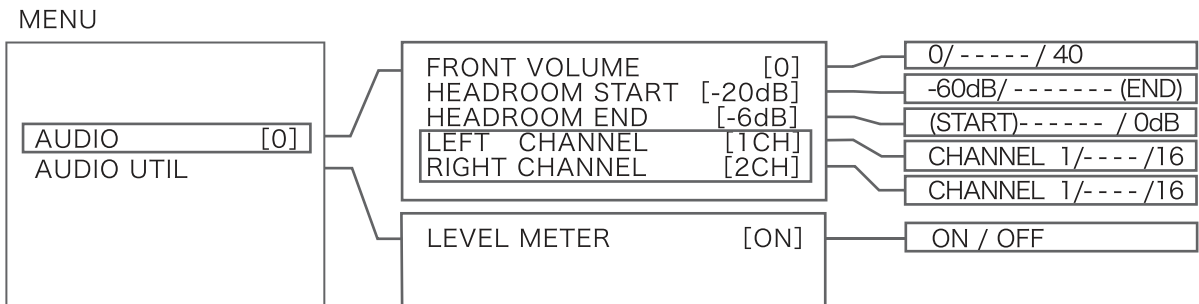 MENU
AUDIO [0]
AUDIO UTIL
FRONT VOLUME [0]
HEADROOM START [-20dB]
HEADROOM END [-6dB]
LEFT CHANNEL [1CH]
RIGHT CHANNEL [2CH]
0/ - - - - - / 40
-60dB/ - - - - - - - (END)
(START)- - - - - - / 0dB
CHANNEL 1/- - - - /16
CHANNEL 1/- - - - /16
LEVEL METER [ON]
ON / OFF